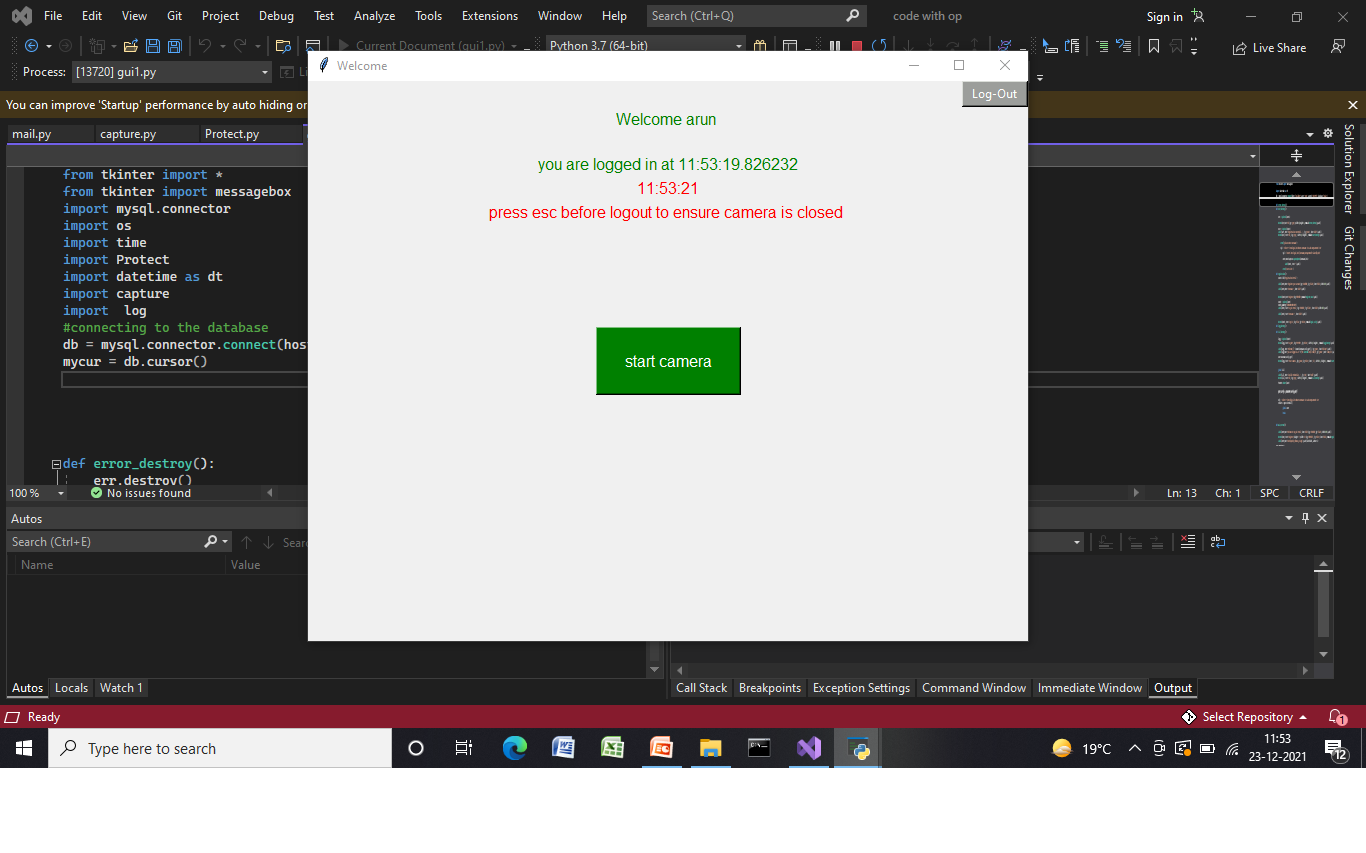 File Edit View Git Project Debug Test Analyze Tools Extensions Window Help Search (Ctrl+Q) code with op Sign in
Current Document (gui1.py) Python 3.7 (64-bit) Live Share
Process: [13720] gui1.py
Welcome
You can improve 'Startup' performance by auto hiding or
Log-Out
mail.py capture.py Protect.py
Solution Explorer
Git Changes
Welcome arun
you are logged in at 11:53:19.826232
11:53:21
press esc before logout to ensure camera is closed
start camera
from tkinter import *
from tkinter import messagebox
import mysql.connector
import os
import time
import Protect
import datetime as dt
import capture
import  log
#connecting to the database
db = mysql.connector.connect(hos
mycur = db.cursor()
def error_destroy():
err.destroy()
100 % No issues found Ln: 13 Ch: 1 SPC CRLF
Autos
Search (Ctrl+E) Sear
Name Value
Autos Locals Watch 1 Call Stack Breakpoints Exception Settings Command Window Immediate Window Output
Ready Select Repository 1
Type here to search 19°C 11:53
23-12-2021 12